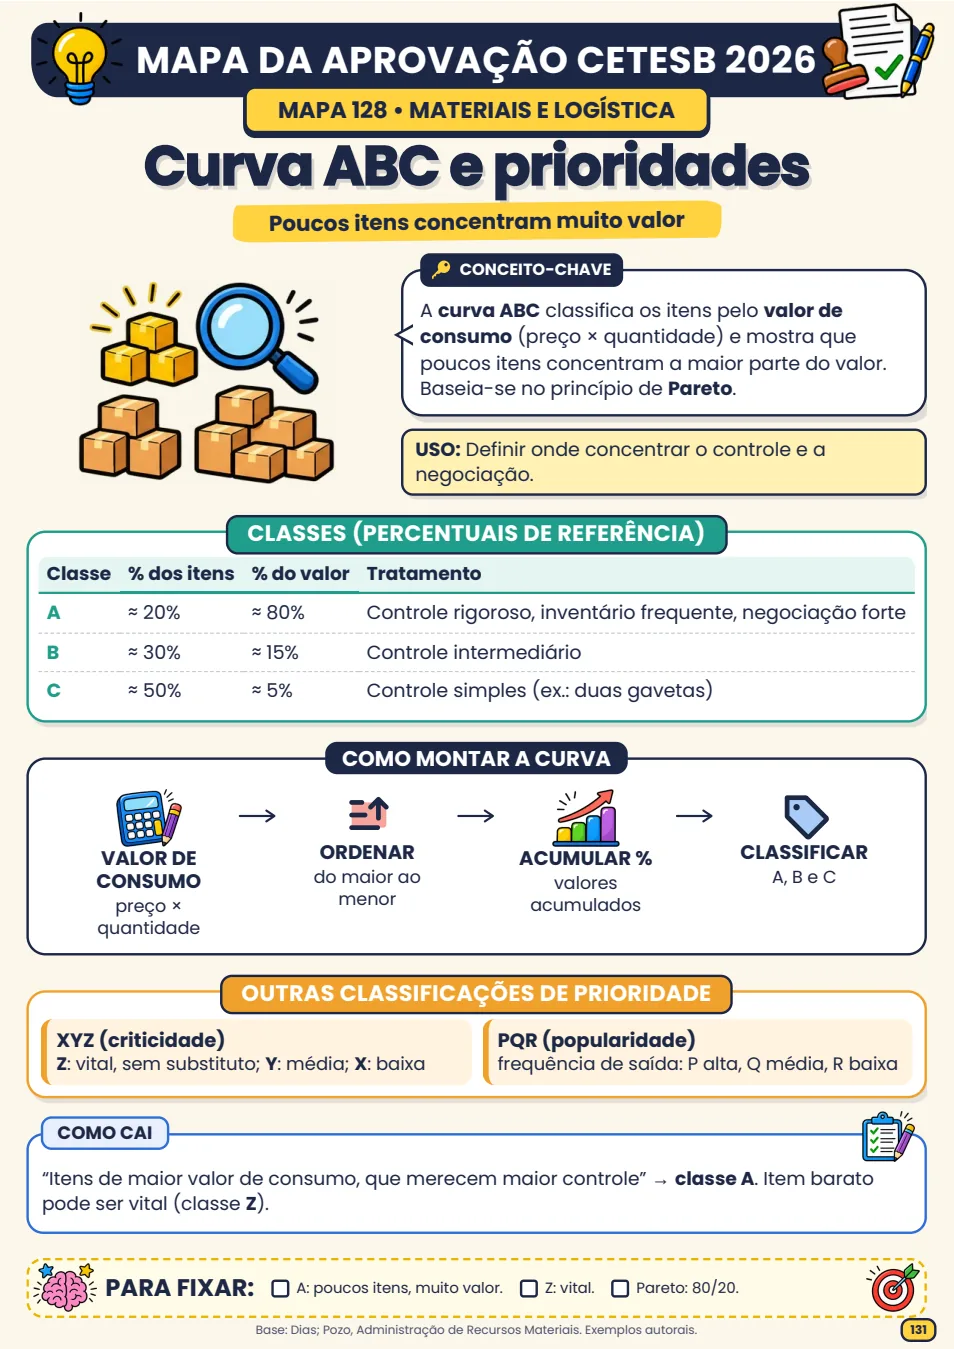 MAPA DA APROVAÇÃO CETESB 2026
MAPA 128 • MATERIAIS E LOGÍSTICA
Curva ABC e prioridades
Poucos itens concentram muito valor
CONCEITO-CHAVE
A curva ABC classifica os itens pelo valor de
consumo (preço × quantidade) e mostra que
poucos itens concentram a maior parte do valor.
Baseia-se no princípio de Pareto.
USO: Definir onde concentrar o controle e a
negociação.
CLASSES (PERCENTUAIS DE REFERÊNCIA)
Classe % dos itens % do valor Tratamento
A ≈ 20% ≈ 80% Controle rigoroso, inventário frequente, negociação forte
B ≈ 30% ≈ 15% Controle intermediário
C ≈ 50% ≈ 5% Controle simples (ex.: duas gavetas)
COMO MONTAR A CURVA
VALOR DE
CONSUMO
preço ×
quantidade
→
ORDENAR
do maior ao
menor
→
ACUMULAR %
valores
acumulados
→
CLASSIFICAR
A, B e C
OUTRAS CLASSIFICAÇÕES DE PRIORIDADE
XYZ (criticidade)
Z: vital, sem substituto; Y: média; X: baixa
PQR (popularidade)
frequência de saída: P alta, Q média, R baixa
COMO CAI
“Itens de maior valor de consumo, que merecem maior controle” → classe A. Item barato
pode ser vital (classe Z).
PARA FIXAR: A: poucos itens, muito valor. Z: vital. Pareto: 80/20.
Base: Dias; Pozo, Administração de Recursos Materiais. Exemplos autorais.
131